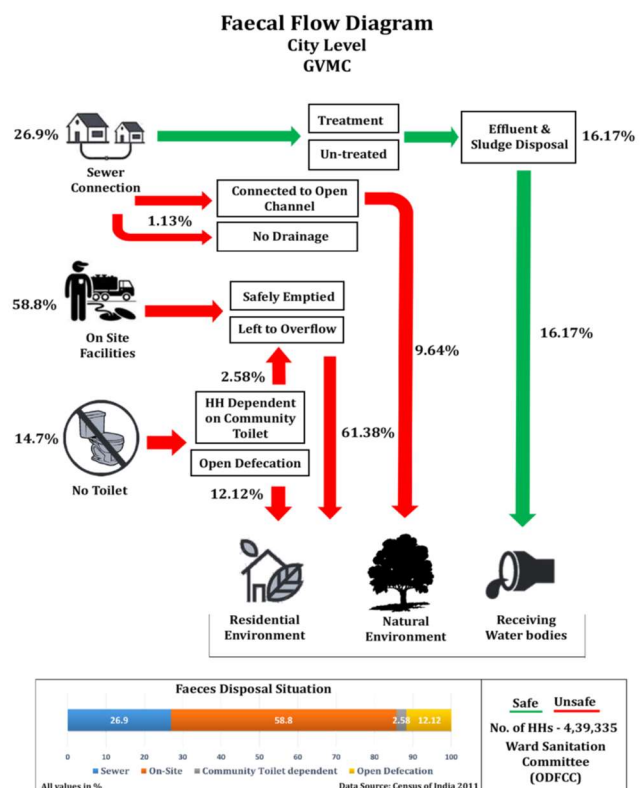 Faecal Flow Diagram
City Level
GVMC
26.9%
Sewer
Connection
Treatment
Un-treated
Effluent &
Sludge Disposal
16.17%
1.13%
Connected to Open
Channel
No Drainage
58.8%
On Site
Facilities
Safely Emptied
Left to Overflow
9.64%
16.17%
2.58%
14.7%
No Toilet
HH Dependent
on Community
Toilet
Open Defecation
61.38%
12.12%
Residential
Environment
Natural
Environment
Receiving
Water bodies
Faeces Disposal Situation
26.9 58.8 2.58 12.12
0 10 20 30 40 50 60 70 80 90 100
Sewer On-Site Community Toilet dependent Open Defecation
All values in % Data Source: Census of India 2011
Safe Unsafe
No. of HHs - 4,39,335
Ward Sanitation
Committee
(ODFCC)